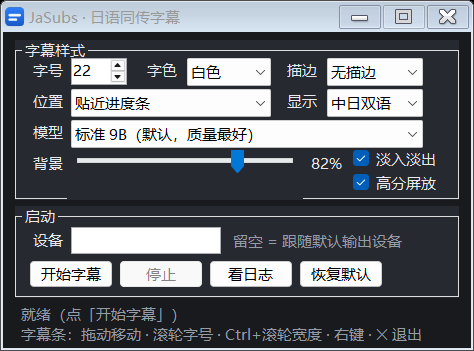 JaSubs · 日语同传字幕
字幕样式
字号 22 字色 白色 描边 无描边
位置 贴近进度条 显示 中日双语
模型 标准 9B（默认，质量最好）
背景 82% 淡入淡出
高分屏放
启动
设备 留空 = 跟随默认输出设备
开始字幕 停止 看日志 恢复默认
就绪（点「开始字幕」）
字幕条：拖动移动 · 滚轮字号 · Ctrl+滚轮宽度 · 右键 · ✕ 退出